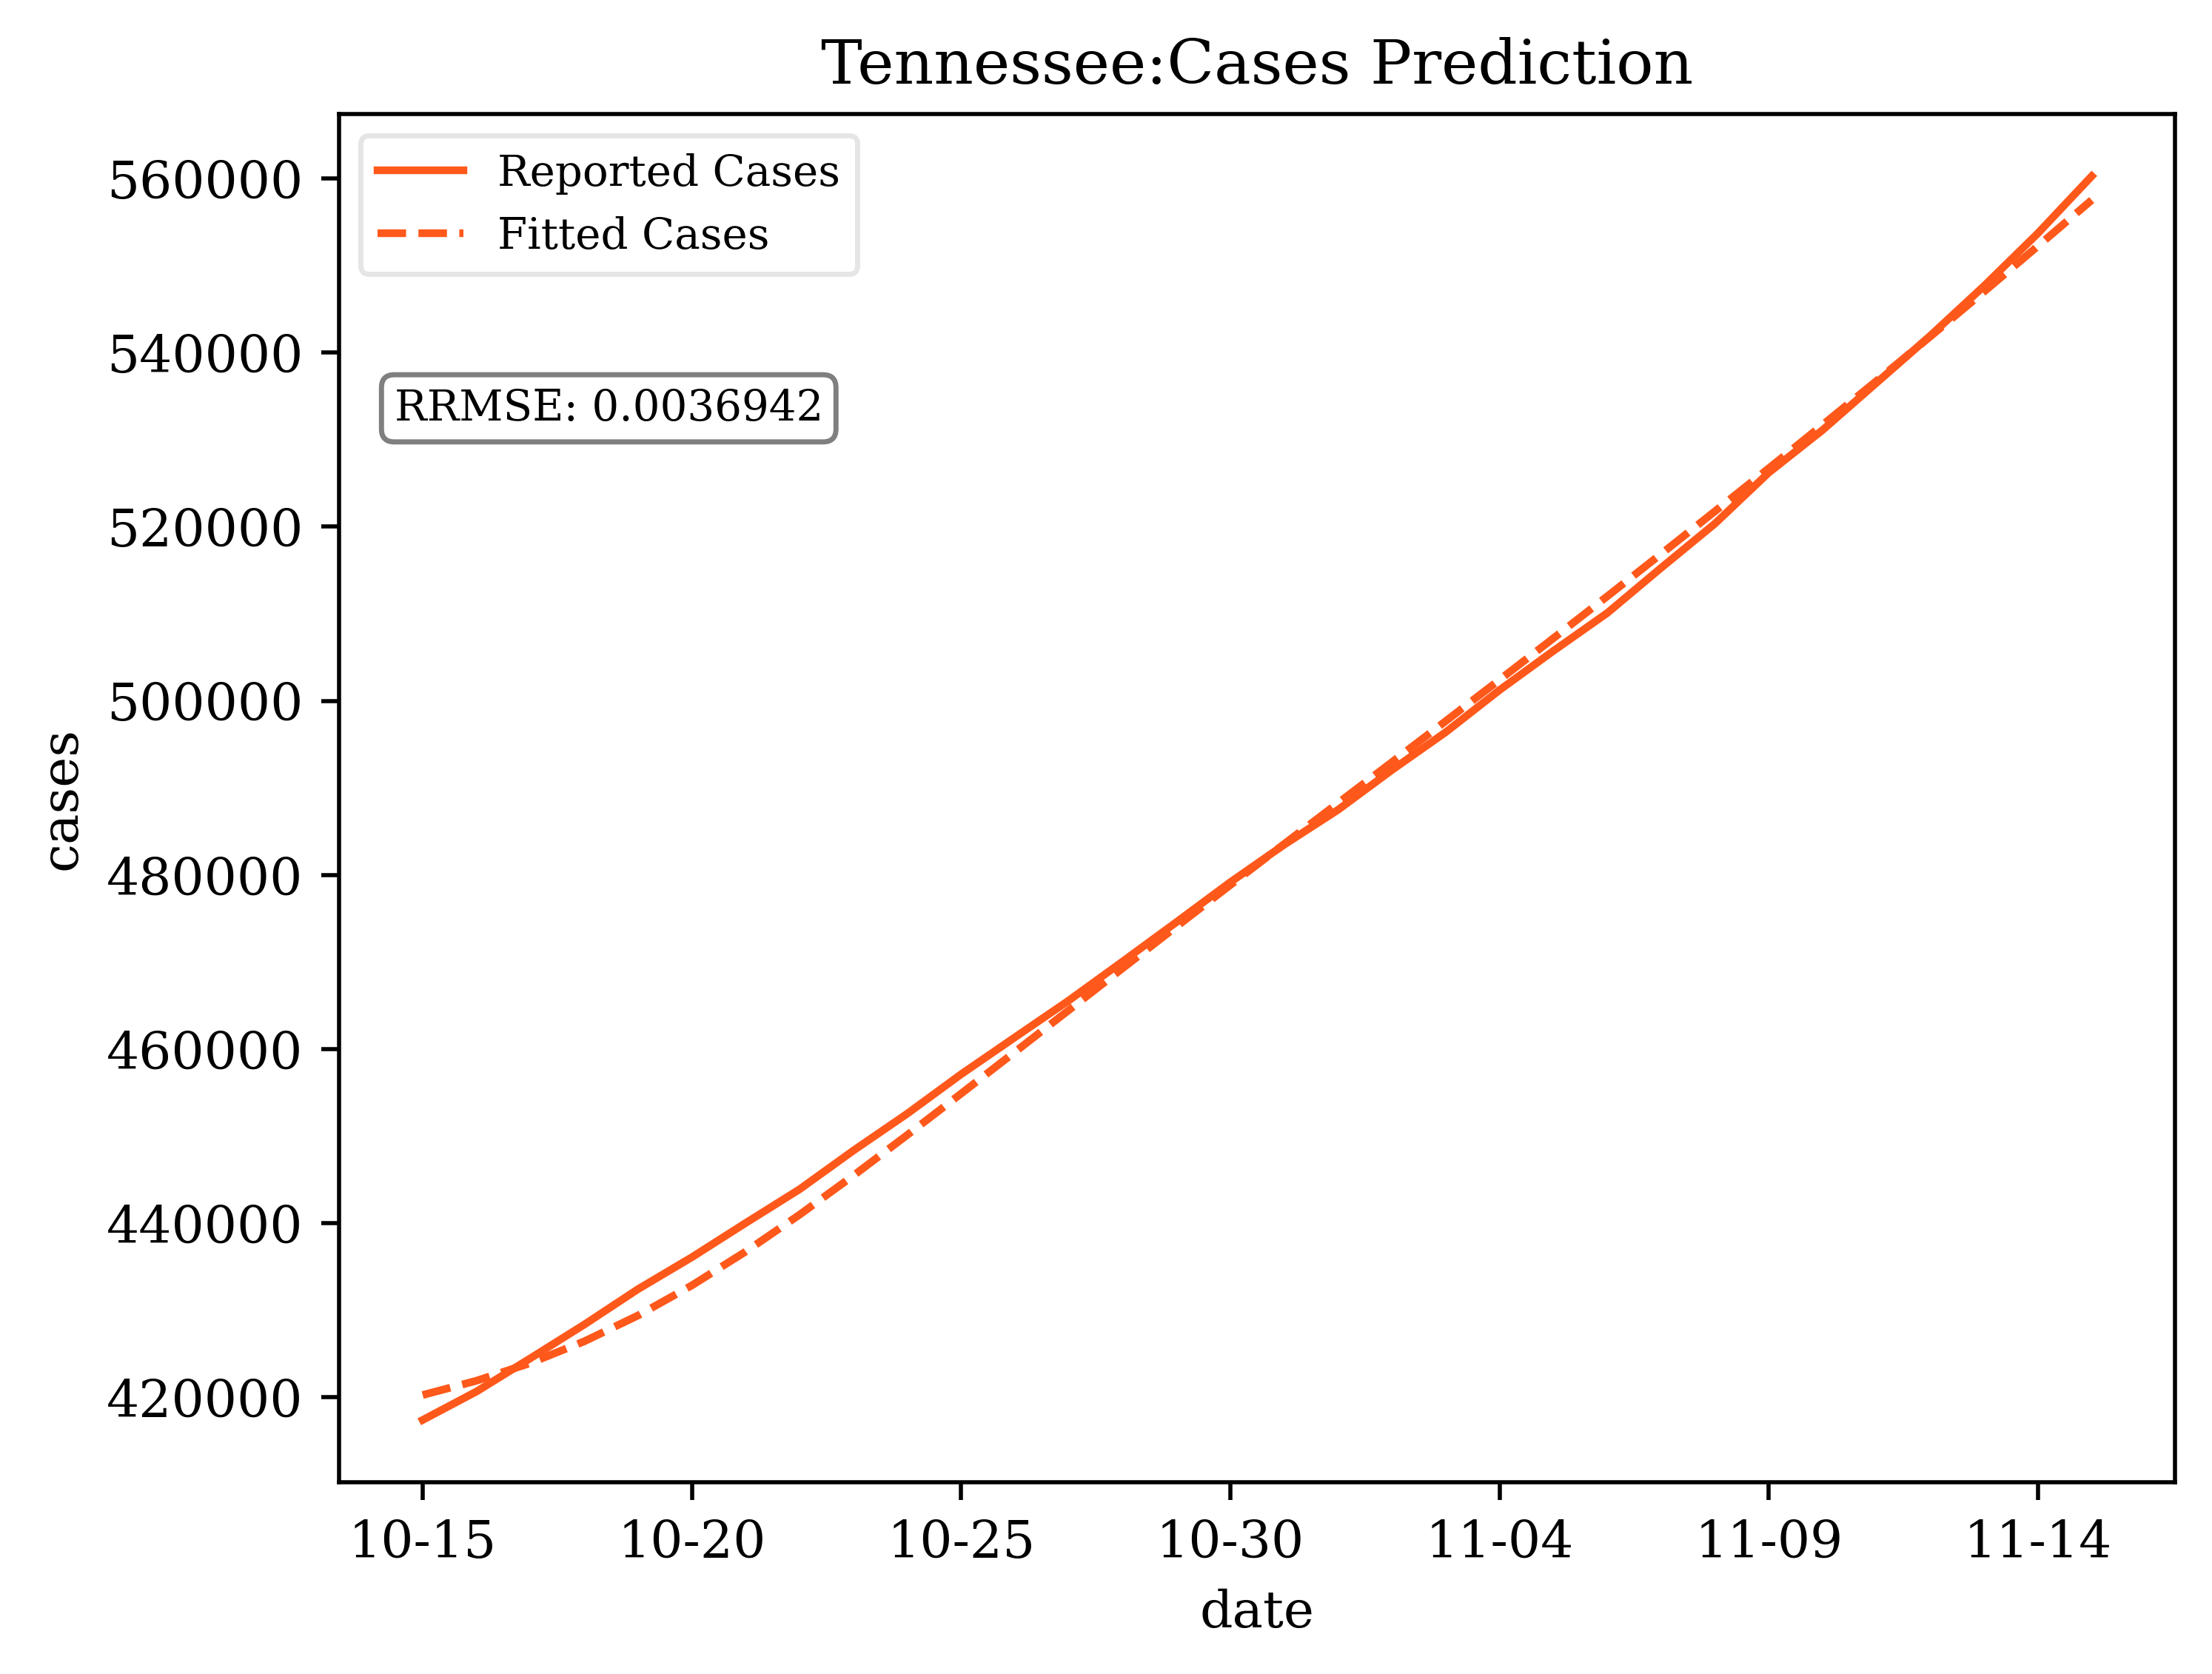 Tennessee:Cases Prediction
Reported Cases
Fitted Cases
RRMSE: 0.0036942
560000
540000
520000
500000
480000
460000
440000
420000
cases
10-15 10-20 10-25 10-30 11-04 11-09 11-14
date